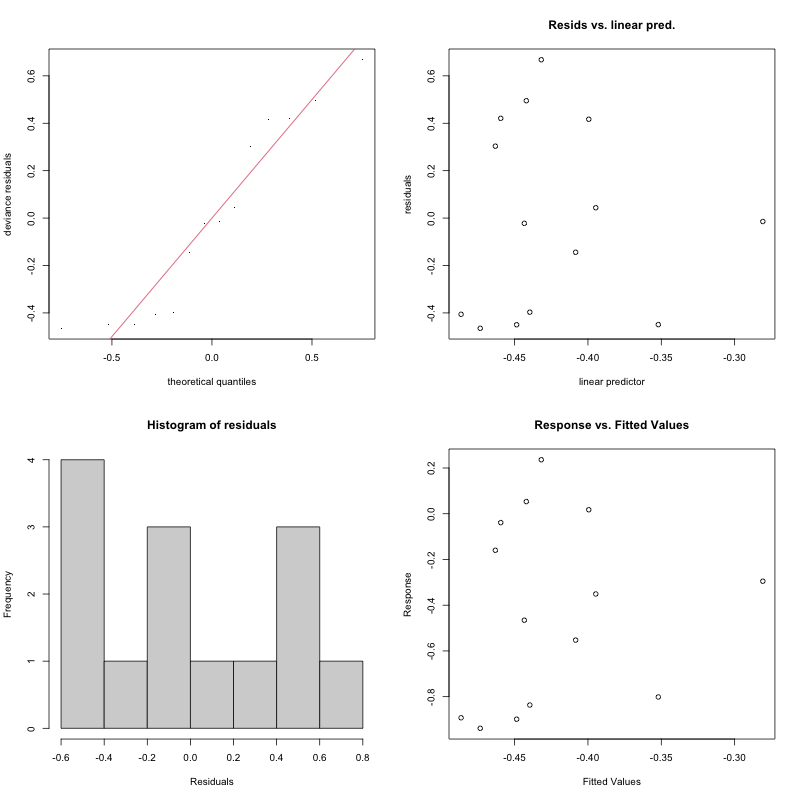 deviance residuals
0.6
0.4
0.2
0.0
-0.2
-0.4
-0.5 0.0 0.5
theoretical quantiles
Resids vs. linear pred.
residuals
0.6
0.4
0.2
0.0
-0.2
-0.4
-0.45 -0.40 -0.35 -0.30
linear predictor
Histogram of residuals
Frequency
4
3
2
1
0
-0.6 -0.4 -0.2 0.0 0.2 0.4 0.6 0.8
Residuals
Response vs. Fitted Values
Response
0.2
0.0
-0.2
-0.4
-0.6
-0.8
-0.45 -0.40 -0.35 -0.30
Fitted Values